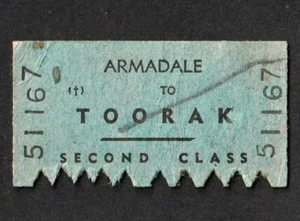 51167
ARMADALE
(†) TO
TOORAK
SECOND CLASS
51167